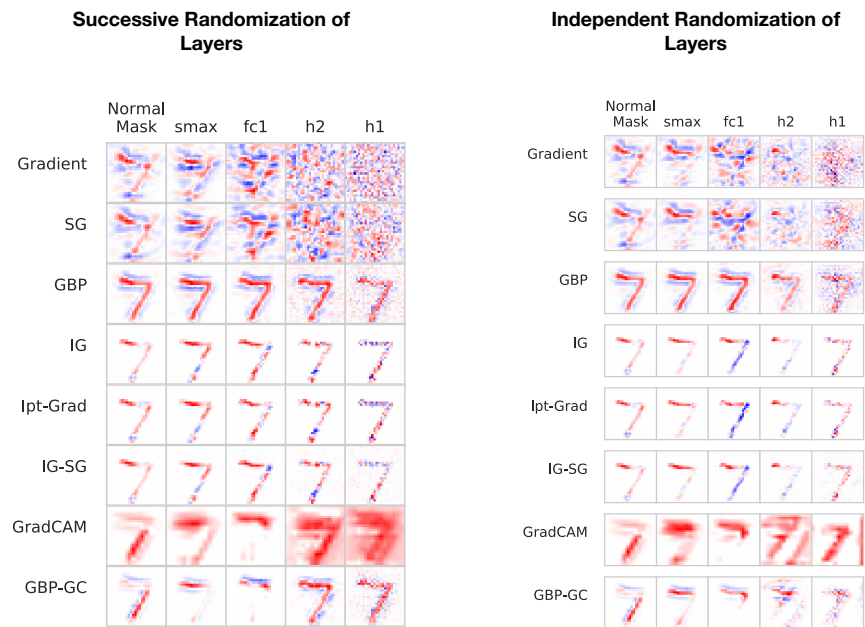 Successive Randomization of
Layers
Normal
Mask smax fc1 h2 h1
Gradient
SG
GBP
IG
Ipt-Grad
IG-SG
GradCAM
GBP-GC
Independent Randomization of
Layers
Normal
Mask smax fc1 h2 h1
Gradient
SG
GBP
IG
Ipt-Grad
IG-SG
GradCAM
GBP-GC